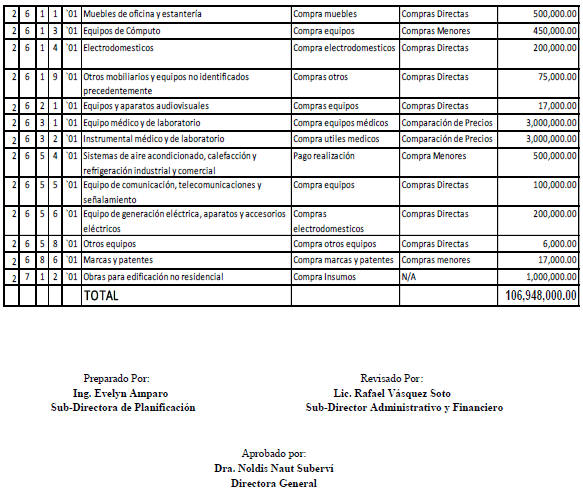 2 6 1 1 `01 Muebles de oficina y estantería Compra muebles Compras Directas 500,000.00
2 6 1 3 `01 Equipos de Cómputo Compra equipos Compras Menores 450,000.00
2 6 1 4 `01 Electrodomesticos Compra electrodomesticos Compras Directas 200,000.00
2 6 1 9 `01 Otros mobiliarios y equipos no identificados Compras otros Compras Directas 75,000.00
precedentemente
2 6 2 1 `01 Equipos y aparatos audiovisuales Compras equipos Compras Directas 17,000.00
2 6 3 1 `01 Equipo médico y de laboratorio Compra equipos médicos Comparación de Precios 3,000,000.00
2 6 3 2 `01 Instrumental médico y de laboratorio Compra utiles medicos Comparación de Precios 3,000,000.00
2 6 5 4 `01 Sistemas de aire acondicionado, calefacción y Pago realización Compra Menores 500,000.00
refrigeración industrial y comercial
2 6 5 5 `01 Equipo de comunicación, telecomunicaciones y Compra equipos Compras Directas 100,000.00
señalamiento
2 6 5 6 `01 Equipo de generación eléctrica, aparatos y accesorios Compras Compras Directas 200,000.00
eléctricos electrodomesticos
2 6 5 8 `01 Otros equipos Compra otros equipos Compras Directas 6,000.00
2 6 8 6 `01 Marcas y patentes Compra marcas y patentes Compras menores 17,000.00
2 7 1 2 `01 Obras para edificación no residencial Compra Insumos N/A 1,000,000.00
TOTAL 106,948,000.00
Preparado Por: Revisado Por:
Ing. Evelyn Amparo Lic. Rafael Vásquez Soto
Sub-Directora de Planificación Sub-Director Administrativo y Financiero
Aprobado por:
Dra. Noldis Naut Suberví
Directora General